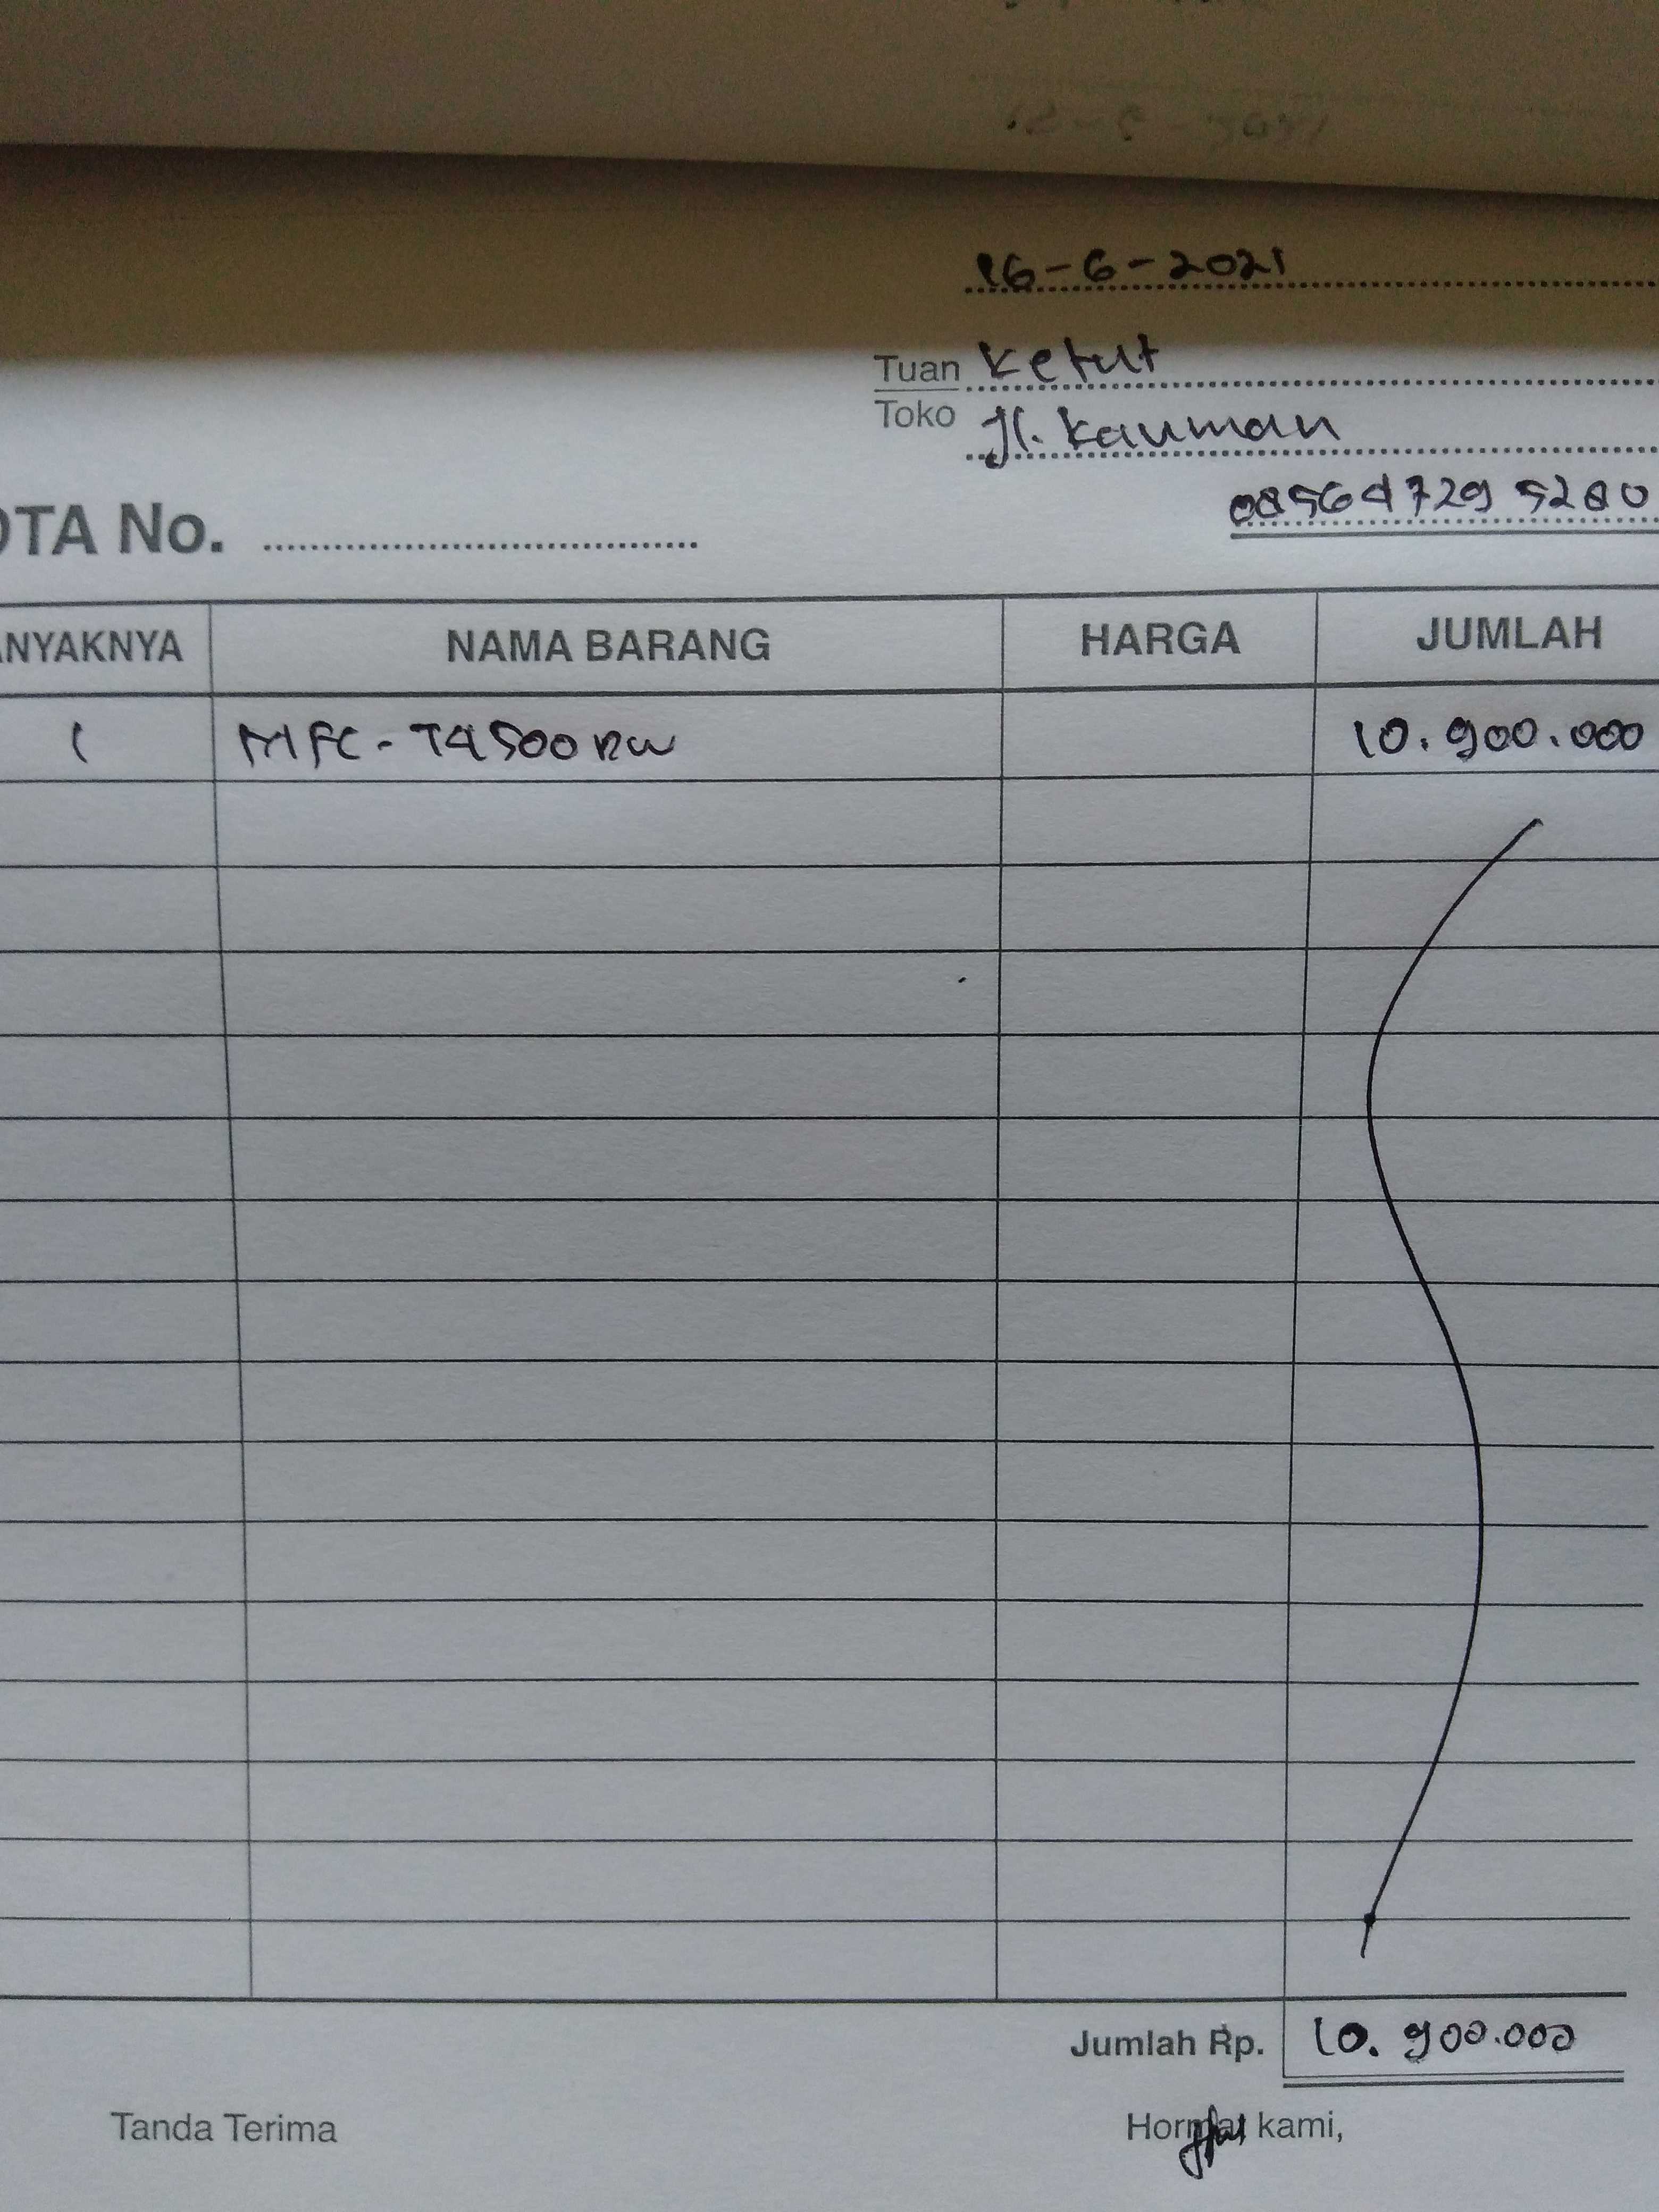 16-6-2021
Tuan Ketut
Toko Jl. Kauman
085647295280
OTA No.
NYAKNYA NAMA BARANG HARGA JUMLAH
1 MFC-T4500DW 10.900.000
Jumlah Rp. 10.900.000
Tanda Terima Hormat kami,